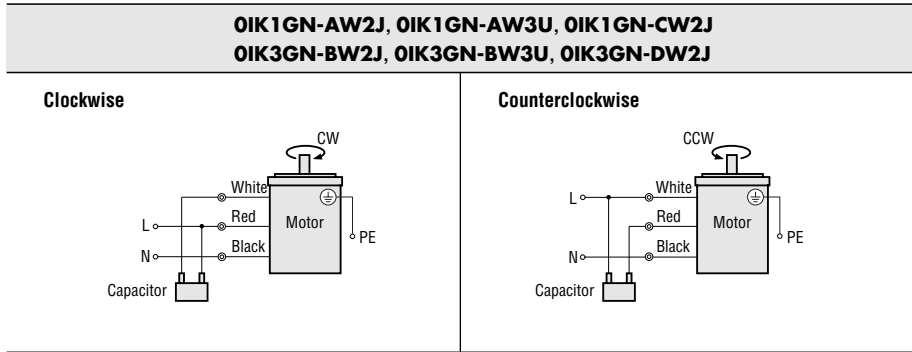 0IK1GN-AW2J, 0IK1GN-AW3U, 0IK1GN-CW2J
0IK3GN-BW2J, 0IK3GN-BW3U, 0IK3GN-DW2J
Clockwise
CW
White
L
Red
Motor
PE
N
Black
Capacitor
Counterclockwise
CCW
L
White
Red
Motor
PE
N
Black
Capacitor